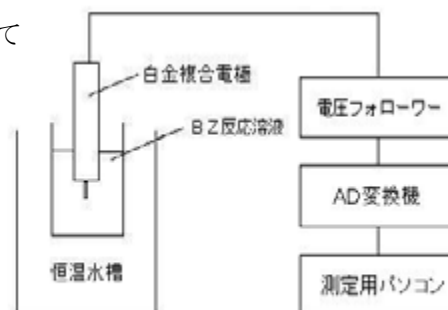 て
白金複合電極
BZ反応溶液
恒温水槽
電圧フォローワー
AD変換機
測定用パソコン